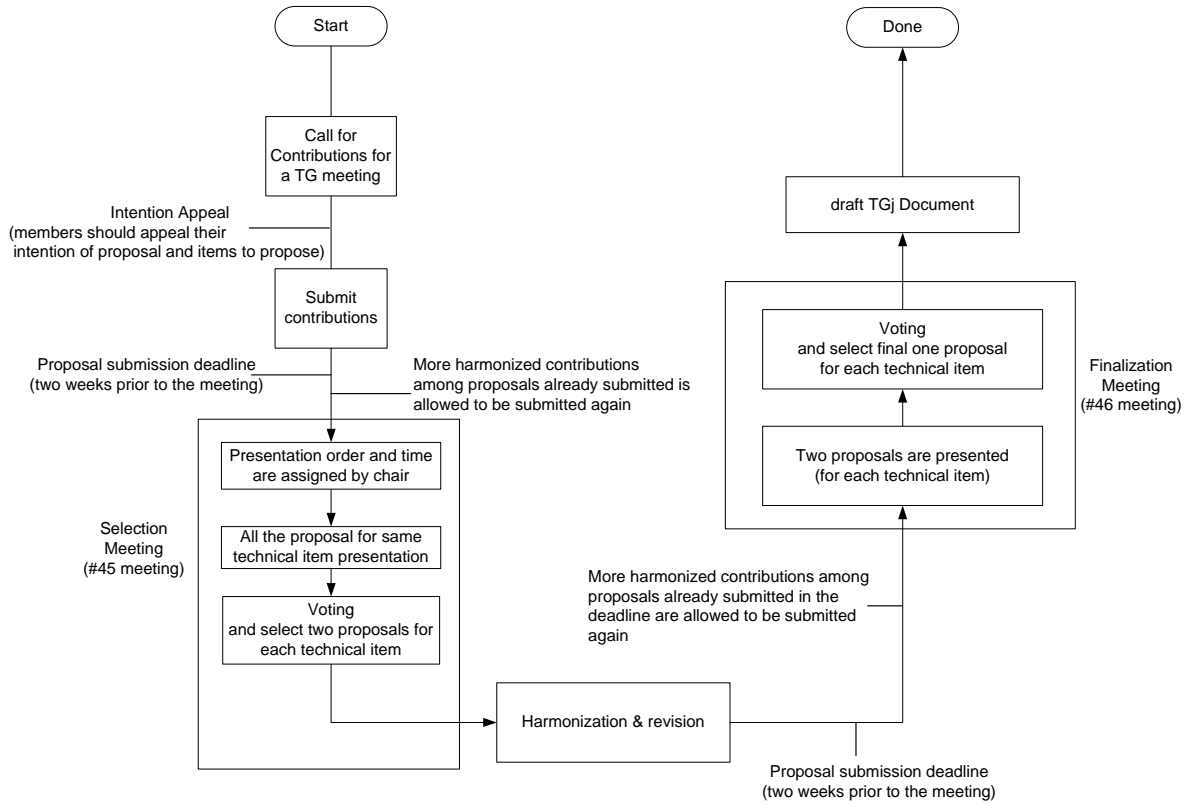 Start
Call for
Contributions for
a TG meeting
Intention Appeal
(members should appeal their
intention of proposal and items to propose)
Submit
contributions
Proposal submission deadline
(two weeks prior to the meeting)
More harmonized contributions
among proposals already submitted is
allowed to be submitted again
Selection
Meeting
(#45 meeting)
Presentation order and time
are assigned by chair
All the proposal for same
technical item presentation
Voting
and select two proposals for
each technical item
Harmonization & revision
Proposal submission deadline
(two weeks prior to the meeting)
More harmonized contributions among
proposals already submitted in the
deadline are allowed to be submitted
again
Two proposals are presented
(for each technical item)
Voting
and select final one proposal
for each technical item
Finalization
Meeting
(#46 meeting)
draft TGj Document
Done